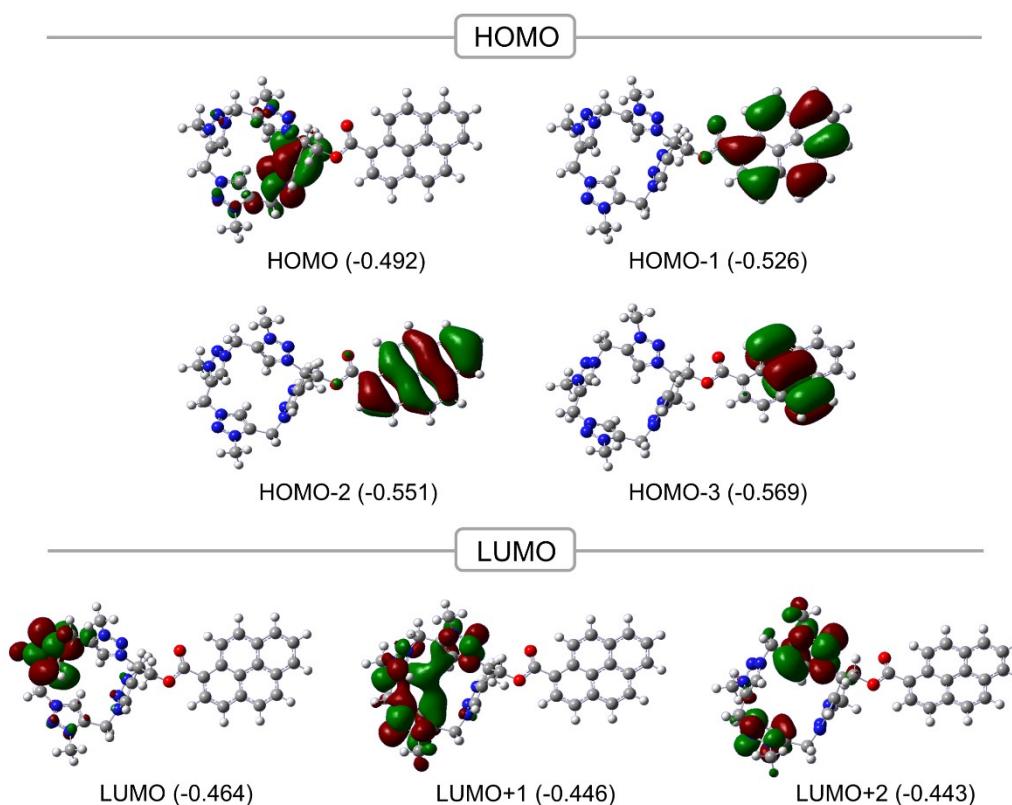 HOMO
HOMO (-0.492)
HOMO-1 (-0.526)
HOMO-2 (-0.551)
HOMO-3 (-0.569)
LUMO
LUMO (-0.464)
LUMO+1 (-0.446)
LUMO+2 (-0.443)